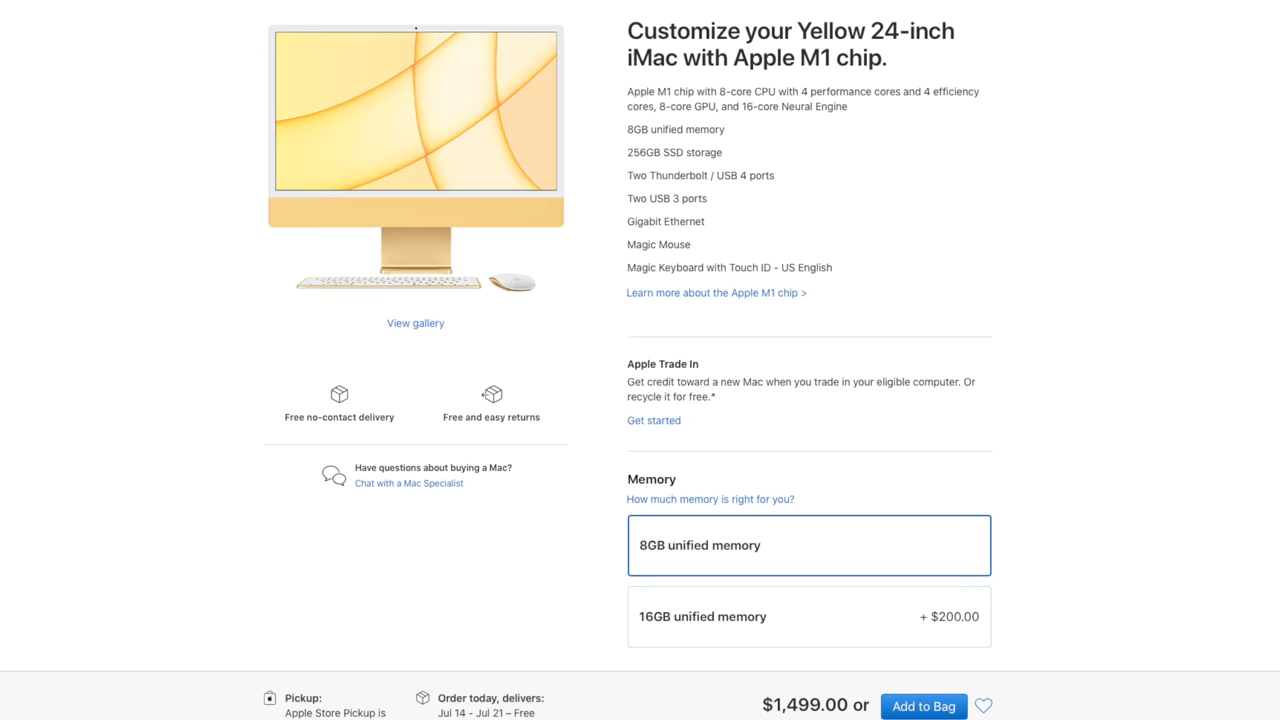 Customize your Yellow 24-inch
iMac with Apple M1 chip.
Apple M1 chip with 8-core CPU with 4 performance cores and 4 efficiency
cores, 8-core GPU, and 16-core Neural Engine
8GB unified memory
256GB SSD storage
Two Thunderbolt / USB 4 ports
Two USB 3 ports
Gigabit Ethernet
Magic Mouse
Magic Keyboard with Touch ID - US English
Learn more about the Apple M1 chip >
View gallery
Free no-contact delivery
Free and easy returns
Have questions about buying a Mac?
Chat with a Mac Specialist
Apple Trade In
Get credit toward a new Mac when you trade in your eligible computer. Or
recycle it for free.*
Get started
Memory
How much memory is right for you?
8GB unified memory
16GB unified memory + $200.00
Pickup:
Apple Store Pickup is
Order today, delivers:
Jul 14 - Jul 21 – Free
$1,499.00 or
Add to Bag